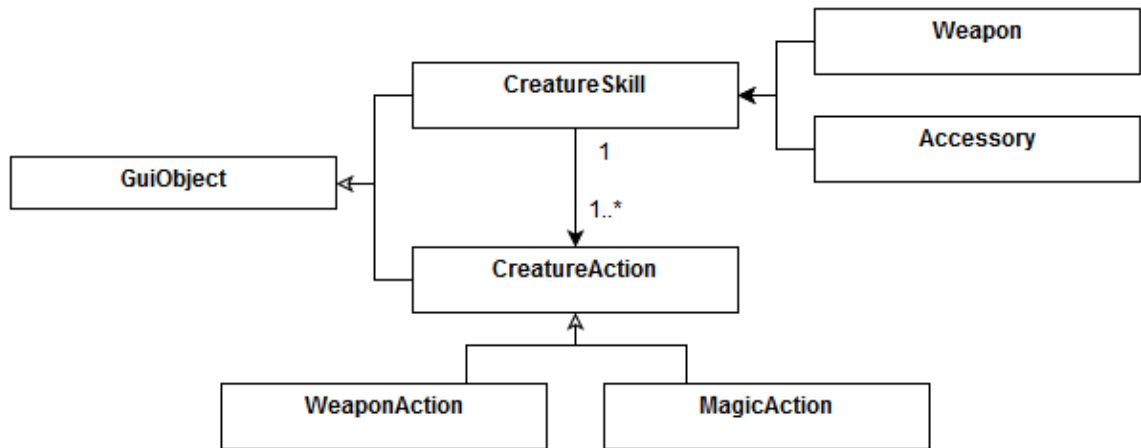 Weapon
CreatureSkill
Accessory
1
GuiObject
1..*
CreatureAction
WeaponAction
MagicAction